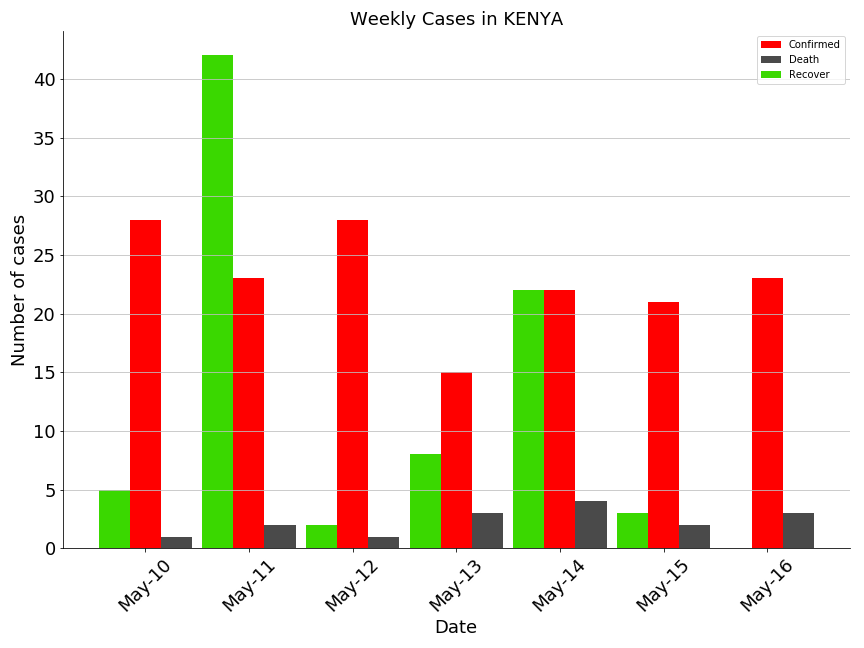 Weekly Cases in KENYA
Confirmed
Death
Recover
Number of cases
40
35
30
25
20
15
10
5
0
May-10
May-11
May-12
May-13
May-14
May-15
May-16
Date